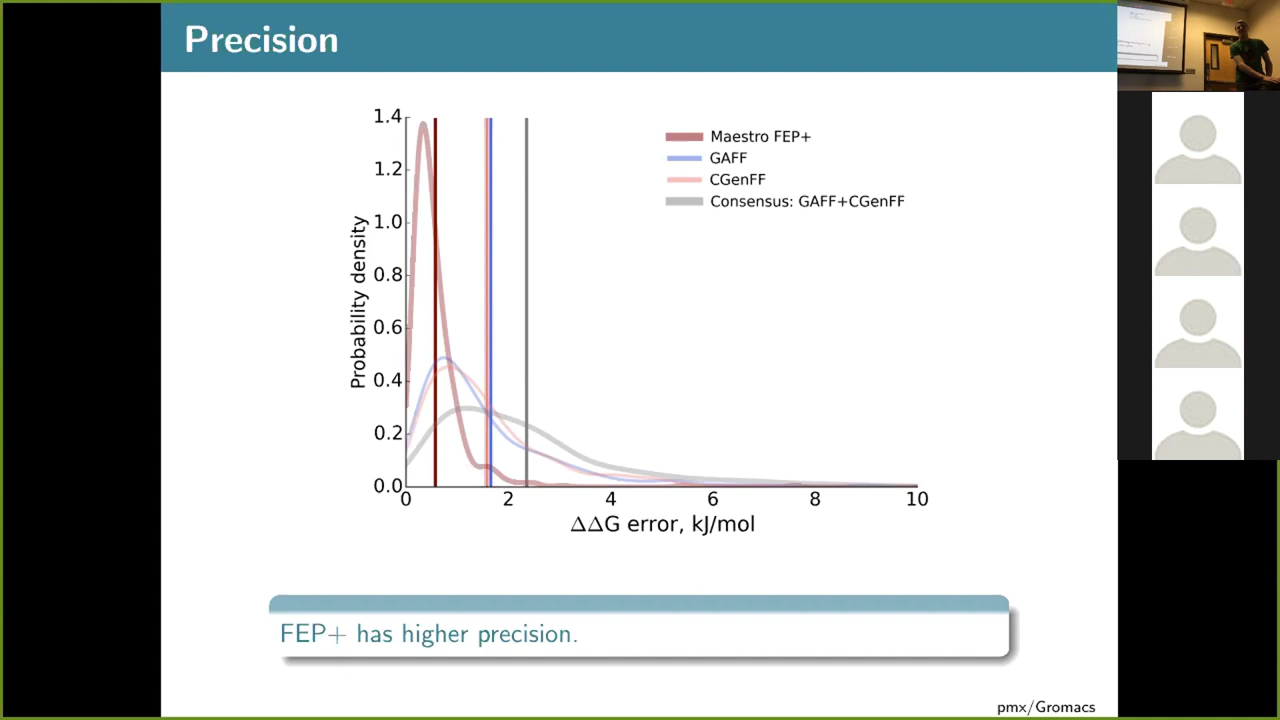 Precision
1.4
1.2
1.0
0.8
0.6
0.4
0.2
0.0
Probability density
Maestro FEP+
GAFF
CGenFF
Consensus: GAFF+CGenFF
0 2 4 6 8 10
ΔΔG error, kJ/mol
FEP+ has higher precision.
pmx/Gromacs